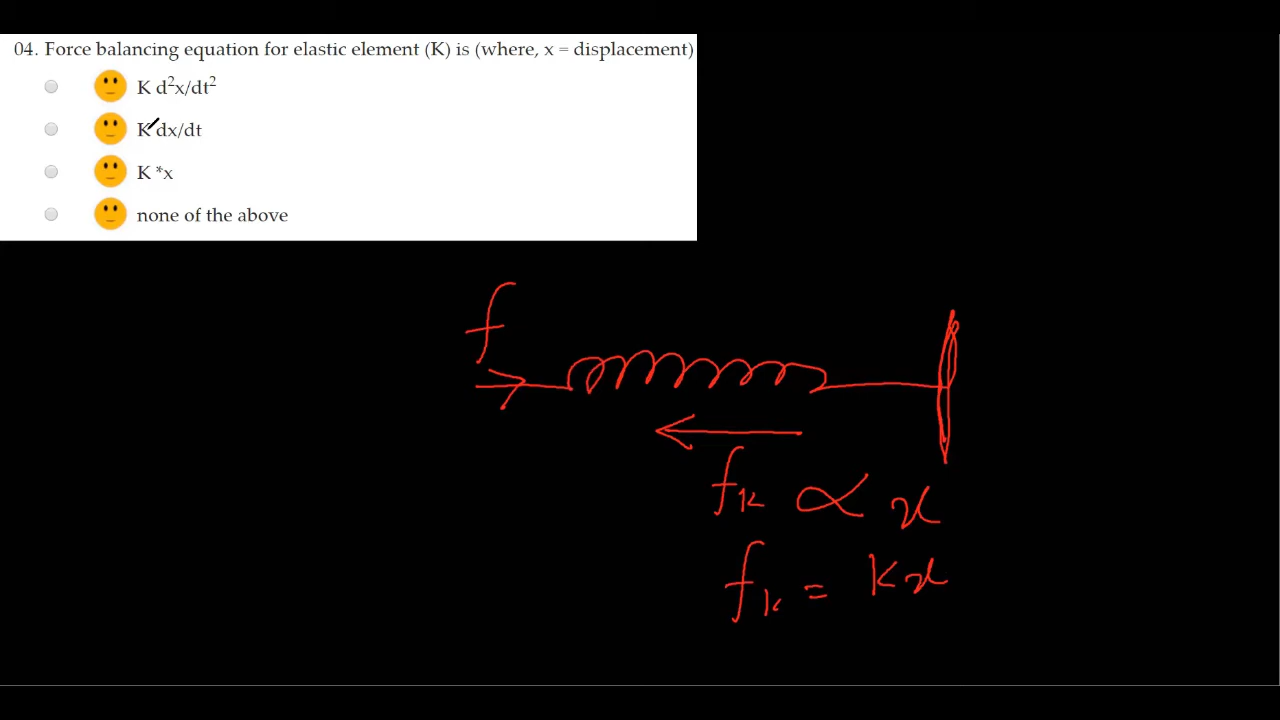 04. Force balancing equation for elastic element (K) is (where, x = displacement)
K d²x/dt²
K dx/dt
K *x
none of the above
f
fk ∝ x
fk = kx